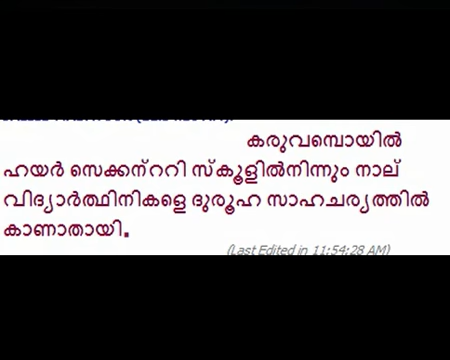 കരുവമ്പൊയിൽ
ഹയർ സെക്കന്ററി സ്കൂളിൽനിന്നും നാല്
വിദ്യാർത്ഥിനികളെ ദുരൂഹ സാഹചര്യത്തിൽ
കാണാതായി.
(Last Edited in 11:54:28 AM)